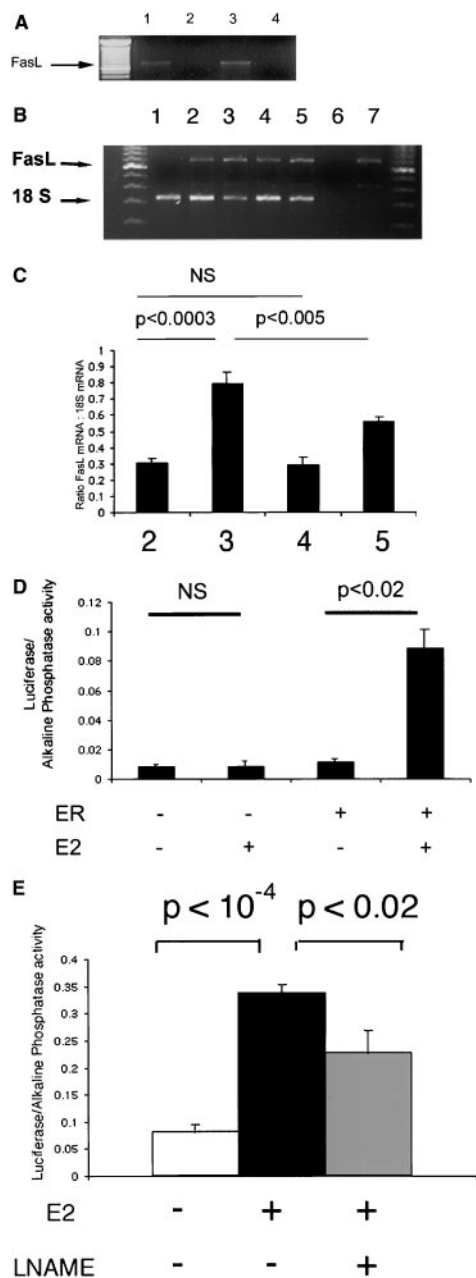 A
1 2 3 4
FasL
B
1 2 3 4 5 6 7
FasL
18 S
C
NS
p<0.0003 p<0.005
Ratio FasL mRNA : 18S mRNA
1
0.9
0.8
0.7
0.6
0.5
0.4
0.3
0.2
0.1
0
2 3 4 5
D
NS p<0.02
Luciferase/
Alkaline Phosphatase activity
0.12
0.1
0.08
0.06
0.04
0.02
0
ER - - + +
E2 - + - +
E
p < 10⁻⁴ p < 0.02
Luciferase/Alkaline Phosphatase activity
0.4
0.35
0.3
0.25
0.2
0.15
0.1
0.05
0
E2 - + +
LNAME - - +